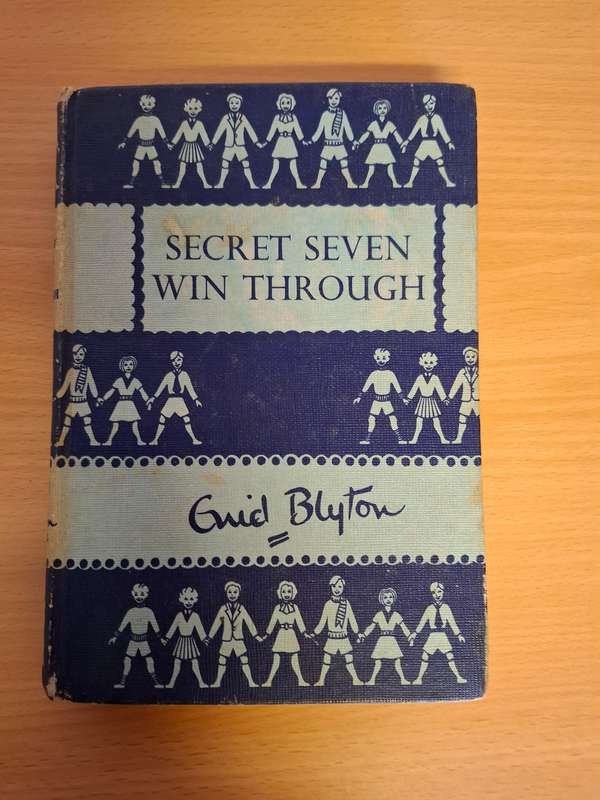 SECRET SEVEN
WIN THROUGH
Enid Blyton